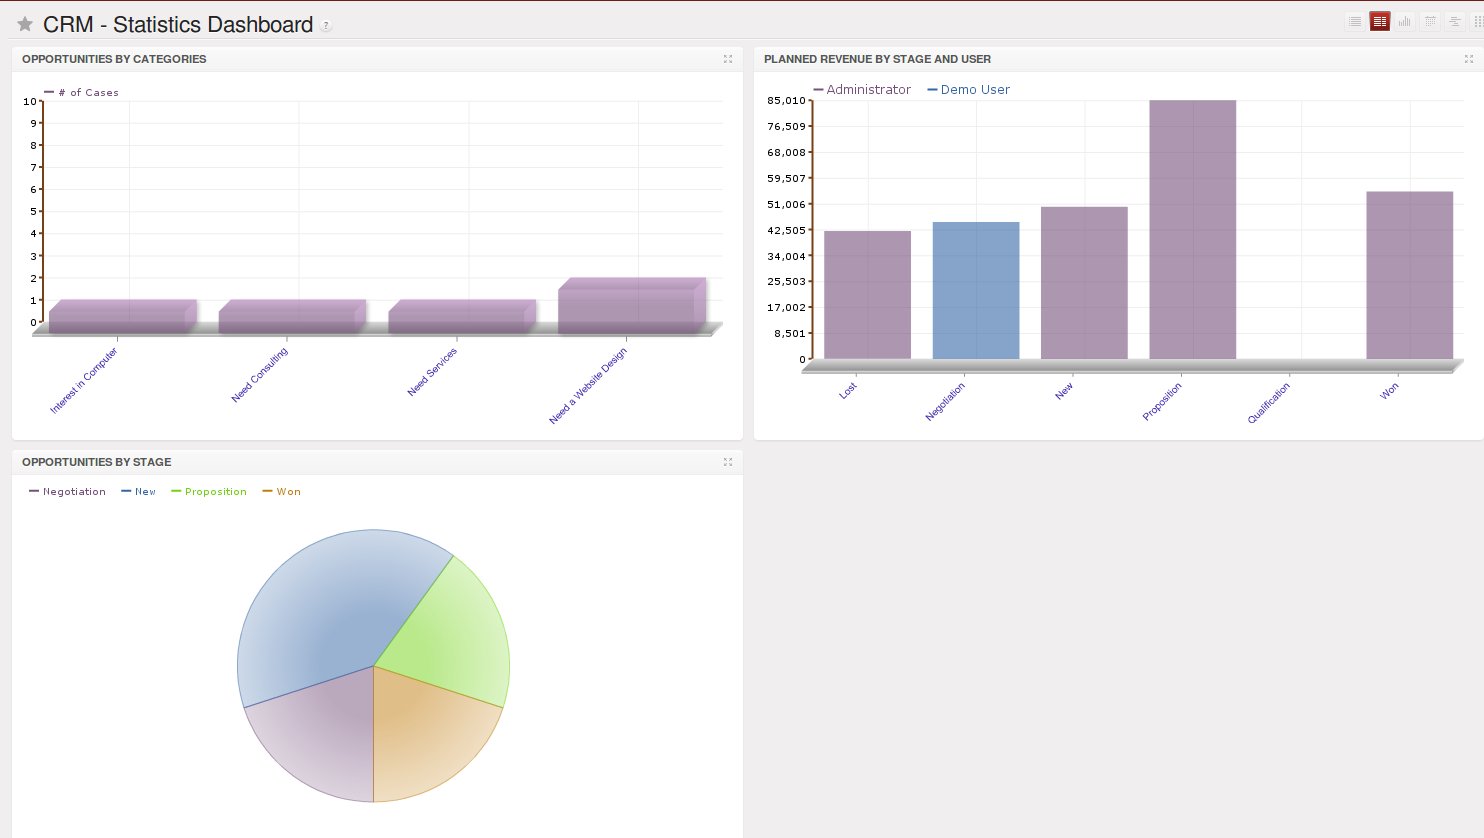 CRM - Statistics Dashboard ?
OPPORTUNITIES BY CATEGORIES
# of Cases
10
9
8
7
6
5
4
3
2
1
0
Interest in Computer
Need Consulting
Need Services
Need a Website Design
PLANNED REVENUE BY STAGE AND USER
Administrator Demo User
85,010
76,509
68,008
59,507
51,006
42,505
34,004
25,503
17,002
8,501
0
Lost
Negotiation
New
Proposition
Qualification
Won
OPPORTUNITIES BY STAGE
Negotiation New Proposition Won